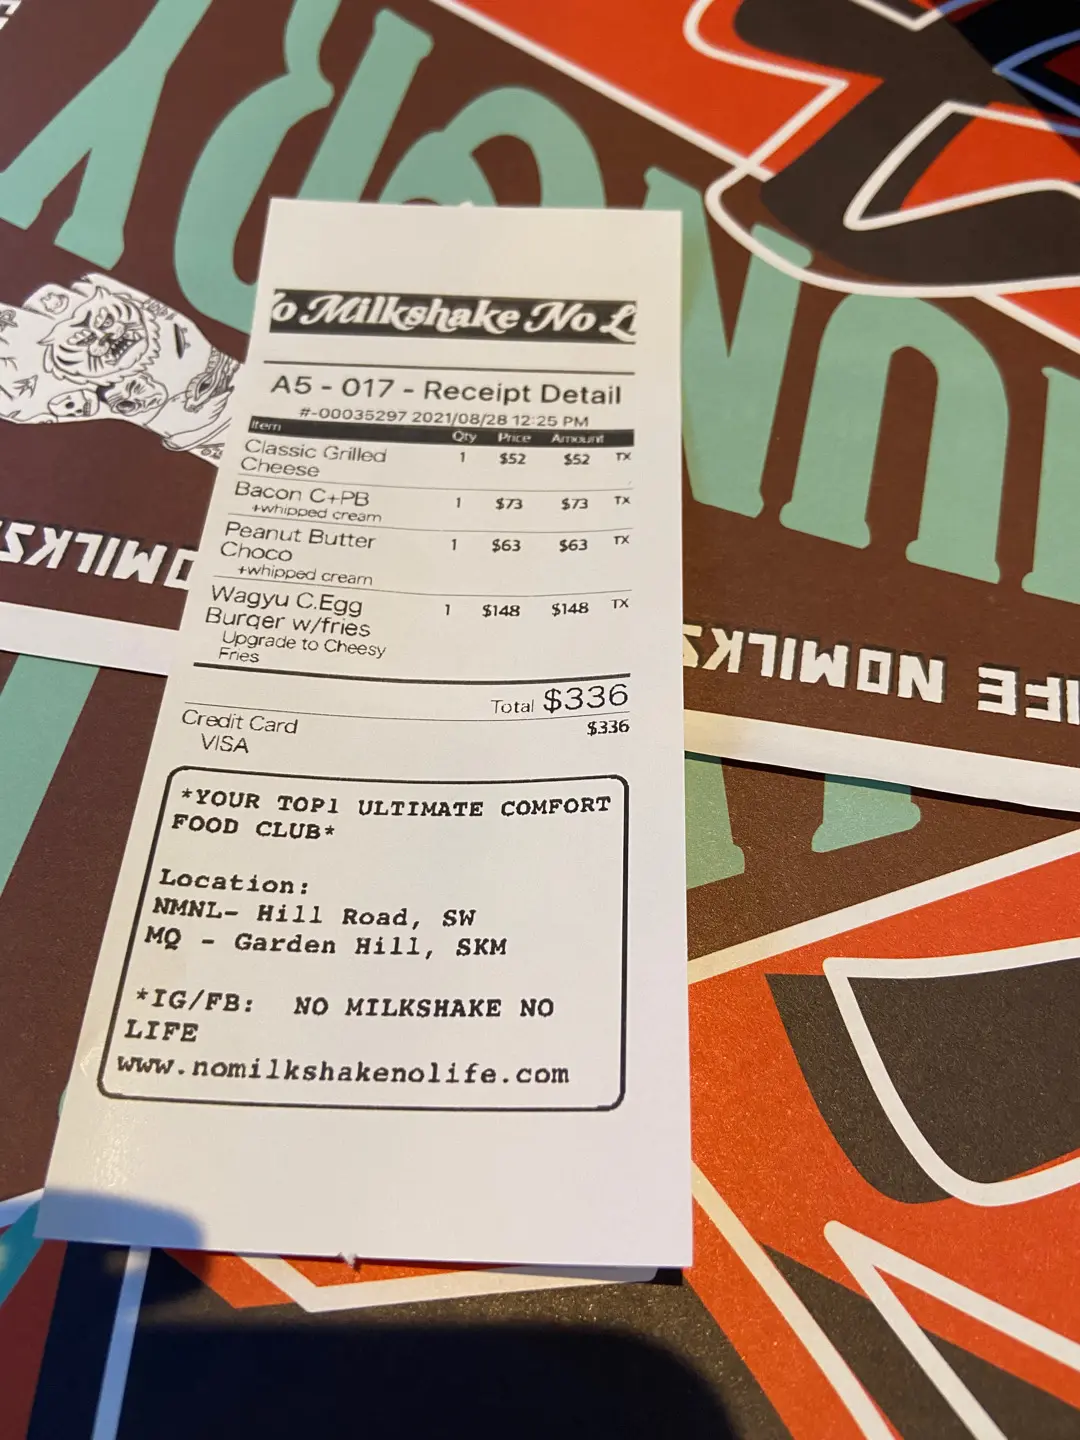 o Milkshake No Li
A5 - 017 - Receipt Detail
#-00035297 2021/08/28 12:25 PM
Item Qty Price Amount
Classic Grilled 1 $52 $52 TX
Cheese
Bacon C+PB 1 $73 $73 TX
+whipped cream
Peanut Butter 1 $63 $63 TX
Choco
+whipped cream
Wagyu C.Egg 1 $148 $148 TX
Burger w/fries
Upgrade to Cheesy
Fries
Total $336
Credit Card $336
VISA
*YOUR TOP1 ULTIMATE COMFORT
FOOD CLUB*
Location:
NMNL- Hill Road, SW
MQ - Garden Hill, SKM
*IG/FB: NO MILKSHAKE NO
LIFE
www.nomilkshakenolife.com
NOMILKS
IFE NOMILKS